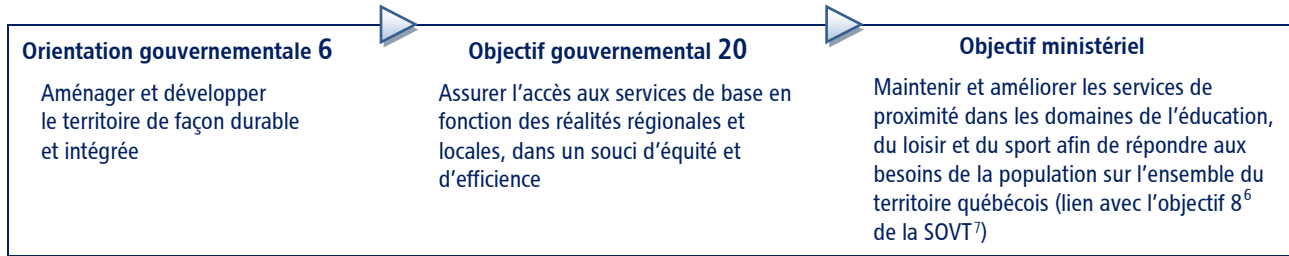 Orientation gouvernementale 6
Aménager et développer
le territoire de façon durable
et intégrée
Objectif gouvernemental 20
Assurer l’accès aux services de base en
fonction des réalités régionales et
locales, dans un souci d’équité et
d’efficience
Objectif ministériel
Maintenir et améliorer les services de
proximité dans les domaines de l’éducation,
du loisir et du sport afin de répondre aux
besoins de la population sur l’ensemble du
territoire québécois (lien avec l’objectif 8⁶
de la SOVT⁷)